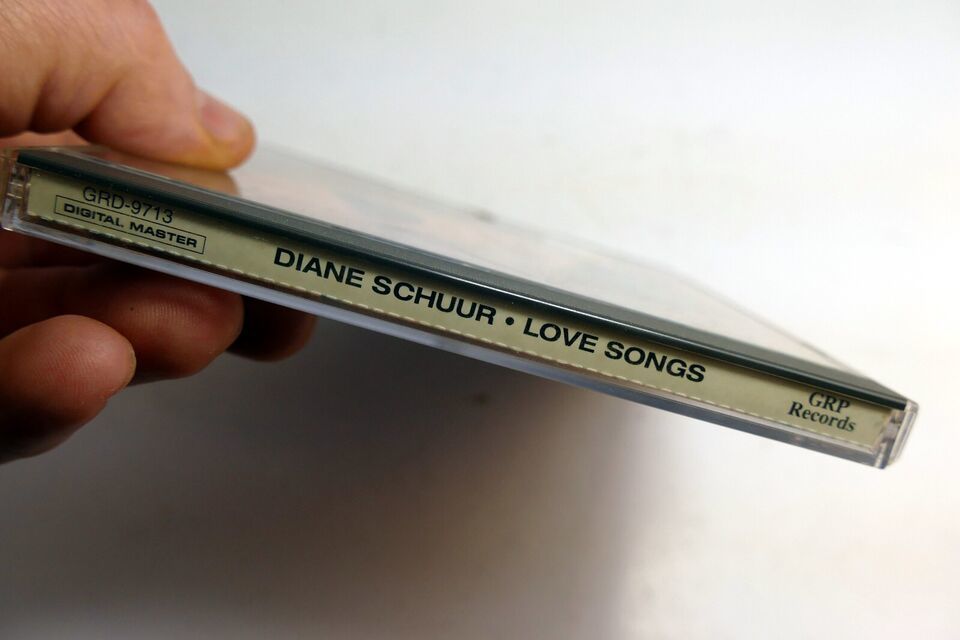 GRD-9713
DIGITAL MASTER
DIANE SCHUUR • LOVE SONGS
GRP
Records